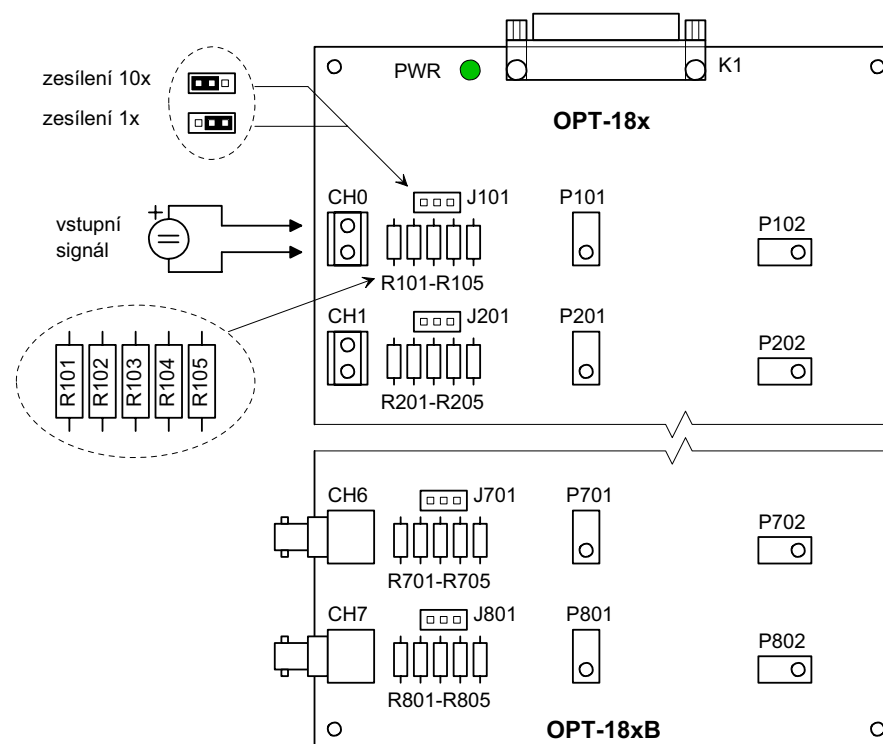 zesílení 10x
zesílení 1x
PWR
K1
OPT-18x
vstupní
signál
CH0
J101
P101
P102
R101-R105
CH1
J201
P201
P202
R201-R205
R101
R102
R103
R104
R105
CH6
J701
P701
P702
R701-R705
CH7
J801
P801
P802
R801-R805
OPT-18xB